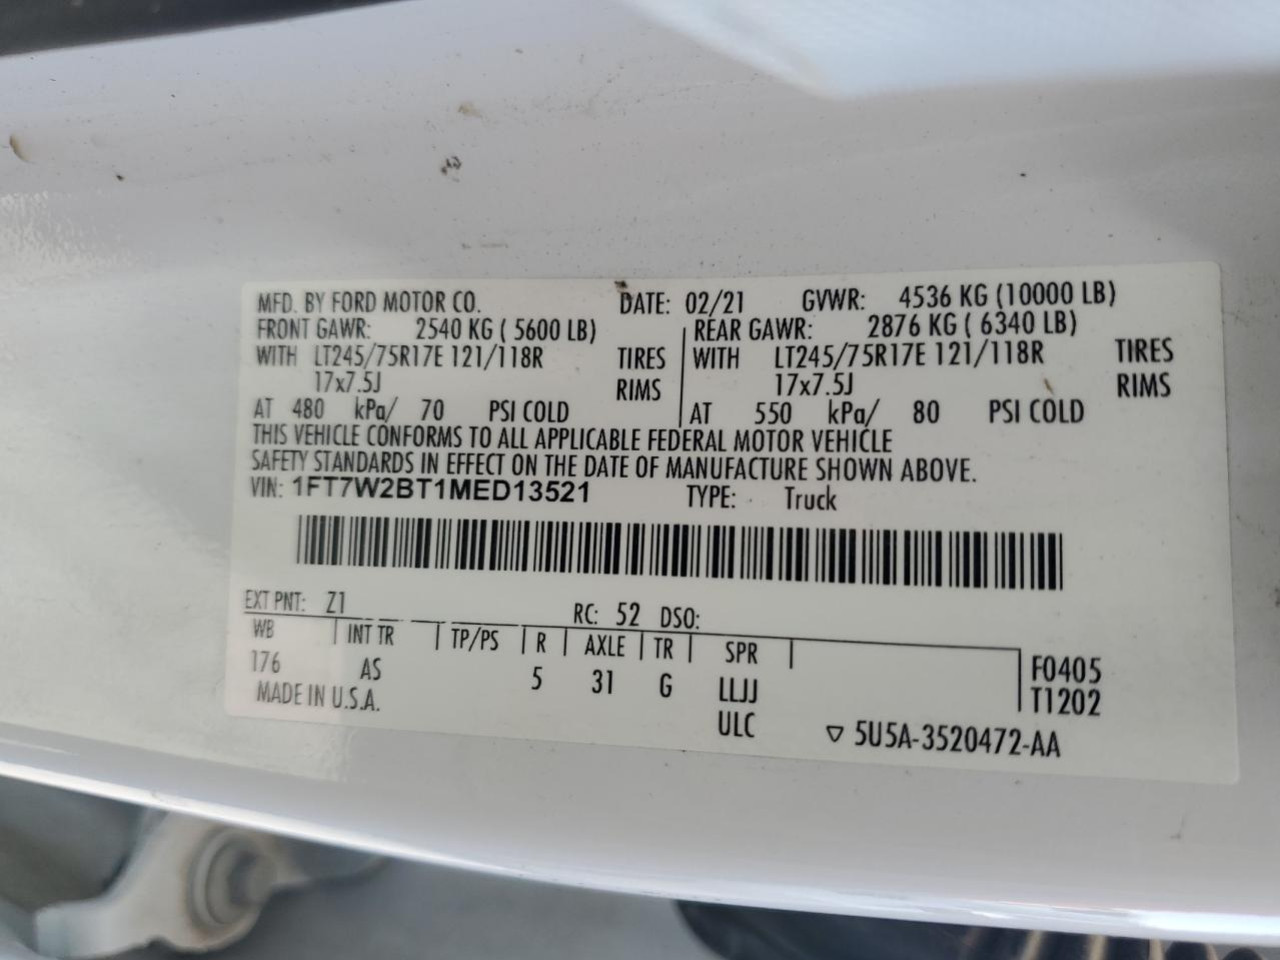 MFD. BY FORD MOTOR CO. DATE: 02/21 GVWR: 4536 KG (10000 LB)
FRONT GAWR: 2540 KG ( 5600 LB) REAR GAWR: 2876 KG ( 6340 LB)
WITH LT245/75R17E 121/118R TIRES WITH LT245/75R17E 121/118R TIRES
17x7.5J RIMS 17x7.5J RIMS
AT 480 kPa/ 70 PSI COLD AT 550 kPa/ 80 PSI COLD
THIS VEHICLE CONFORMS TO ALL APPLICABLE FEDERAL MOTOR VEHICLE
SAFETY STANDARDS IN EFFECT ON THE DATE OF MANUFACTURE SHOWN ABOVE.
VIN: 1FT7W2BT1MED13521 TYPE: Truck
EXT PNT: Z1 RC: 52 DSO:
WB INT TR TP/PS R AXLE TR SPR F0405
176 AS 5 31 G LLJJ T1202
MADE IN U.S.A. ULC ▽ 5U5A-3520472-AA